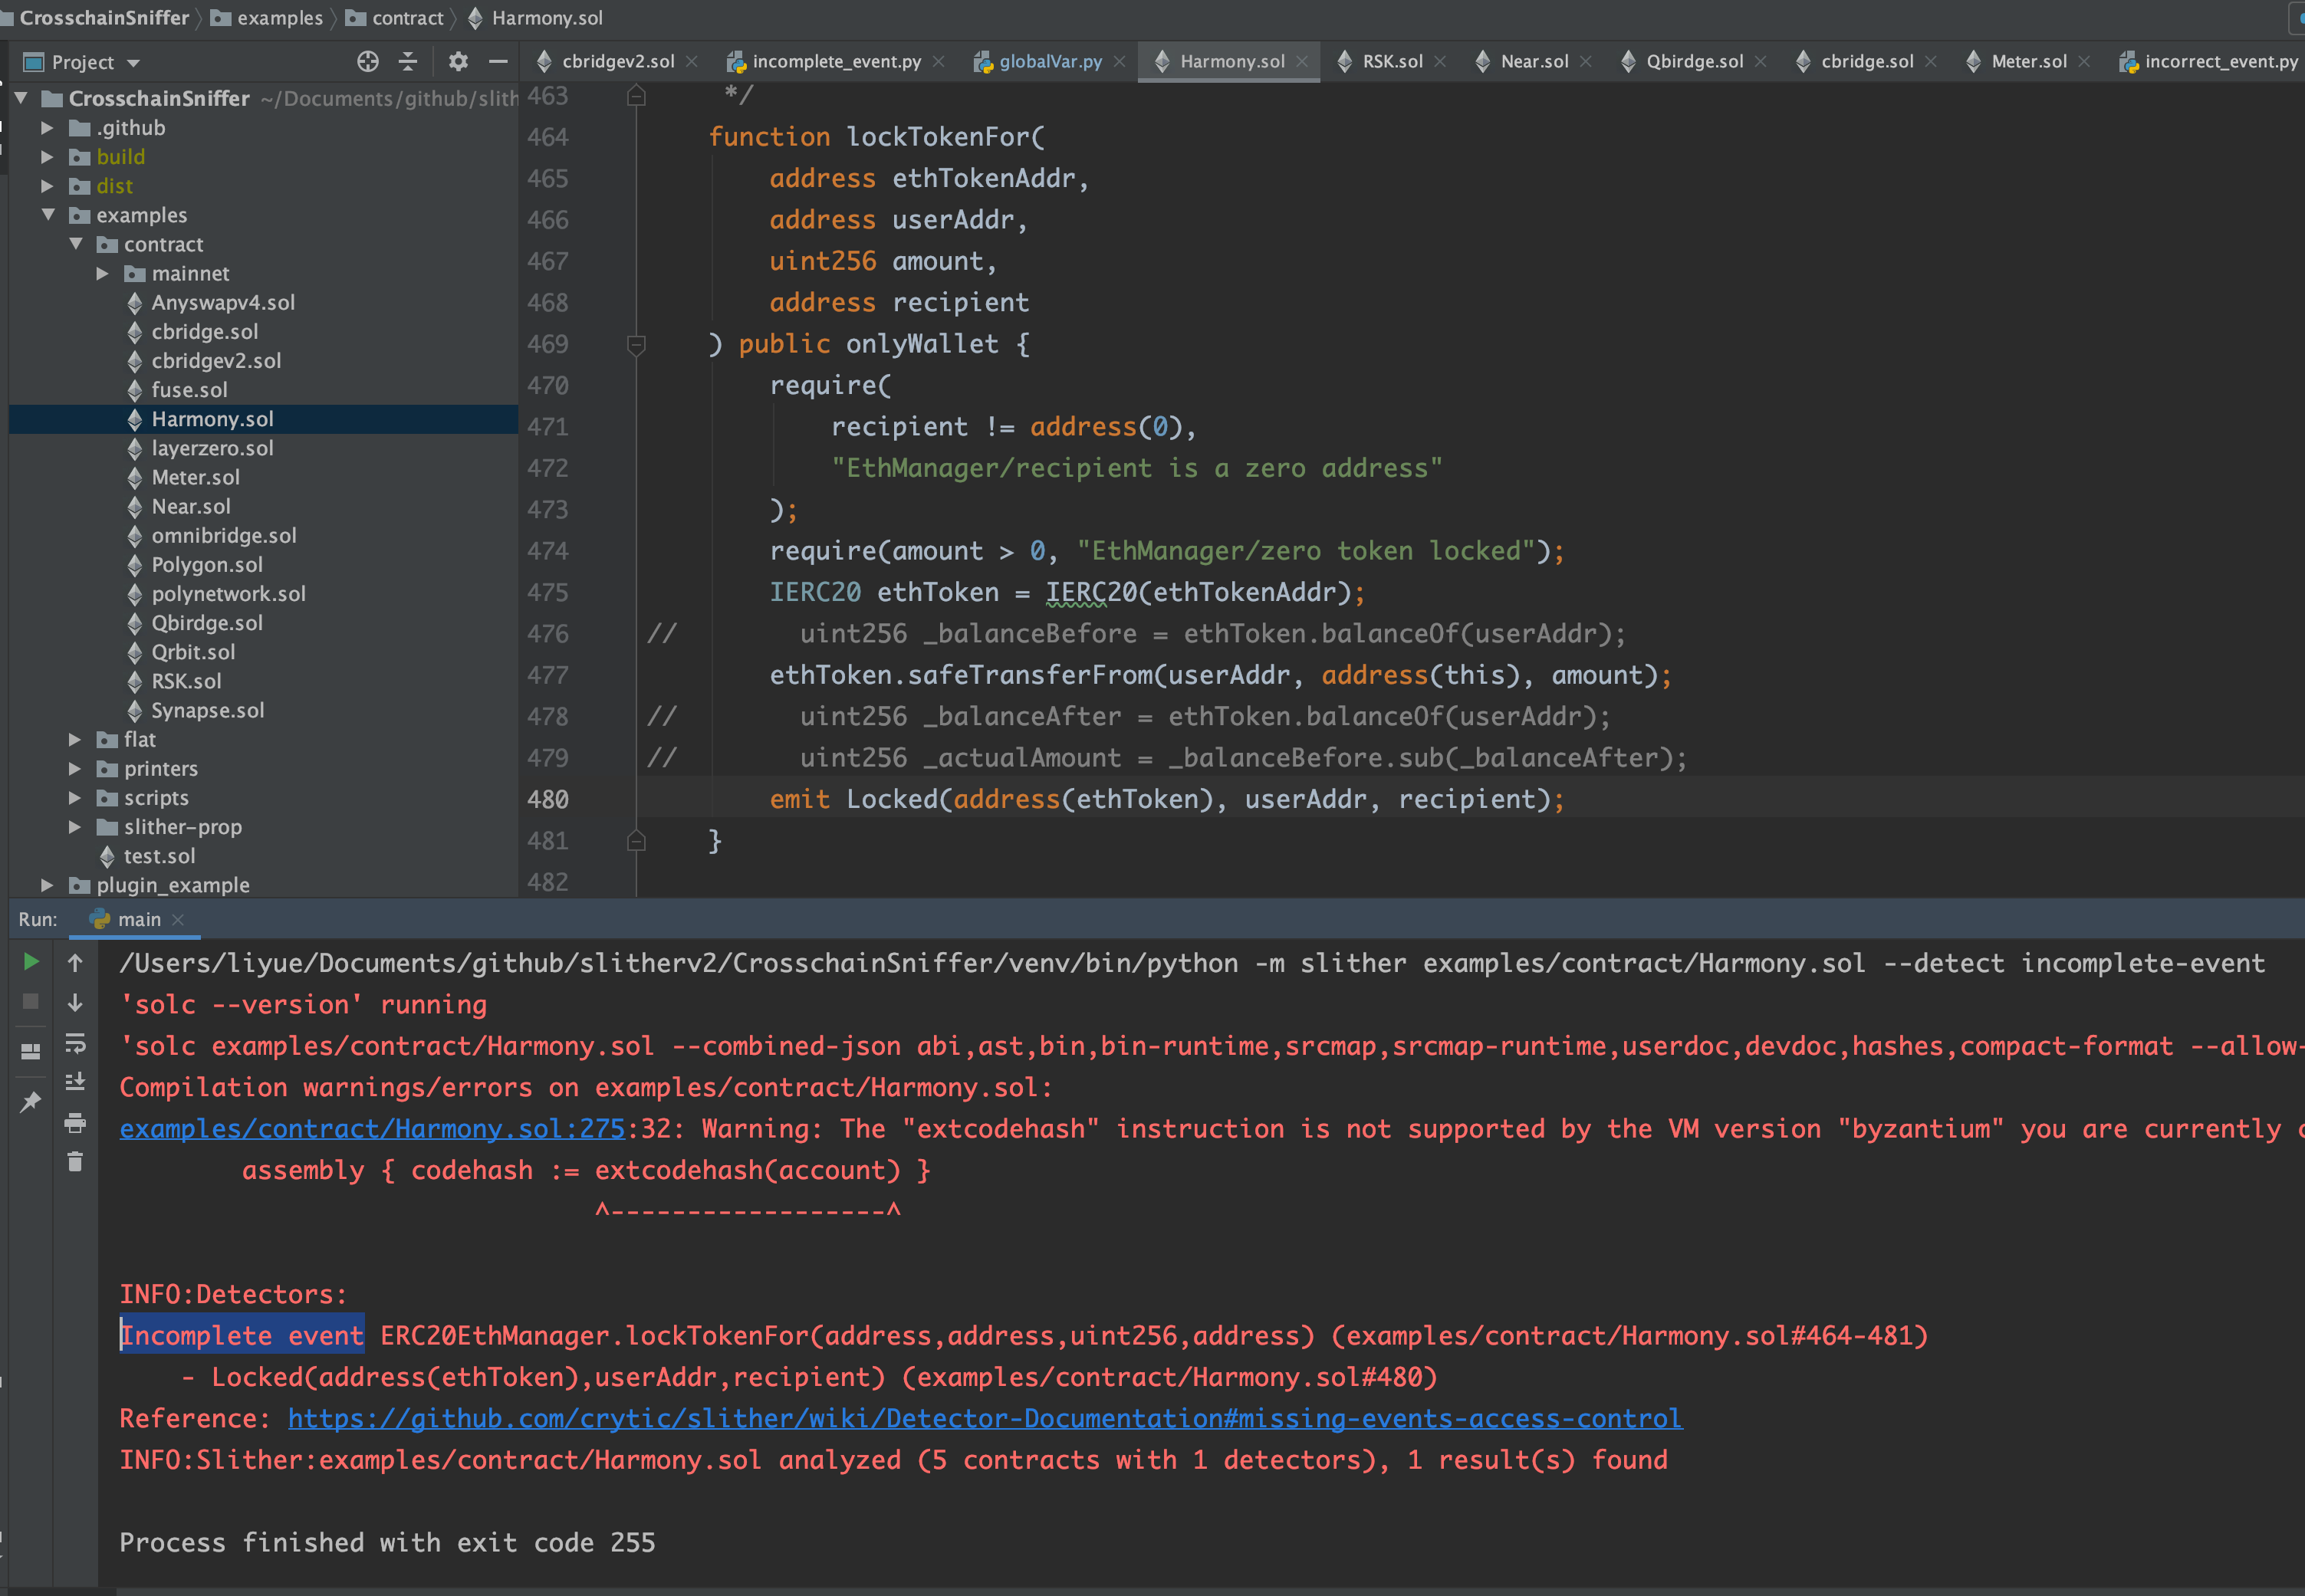 CrosschainSniffer examples contract Harmony.sol
Project
cbridgev2.sol incomplete_event.py globalVar.py Harmony.sol RSK.sol Near.sol Qbirdge.sol cbridge.sol Meter.sol incorrect_event.py
CrosschainSniffer ~/Documents/github/slith
.github
build
dist
examples
contract
mainnet
Anyswapv4.sol
cbridge.sol
cbridgev2.sol
fuse.sol
Harmony.sol
layerzero.sol
Meter.sol
Near.sol
omnibridge.sol
Polygon.sol
polynetwork.sol
Qbirdge.sol
Qrbit.sol
RSK.sol
Synapse.sol
flat
printers
scripts
slither-prop
test.sol
plugin_example
463 */
464 function lockTokenFor(
465 address ethTokenAddr,
466 address userAddr,
467 uint256 amount,
468 address recipient
469 ) public onlyWallet {
470 require(
471 recipient != address(0),
472 "EthManager/recipient is a zero address"
473 );
474 require(amount > 0, "EthManager/zero token locked");
475 IERC20 ethToken = IERC20(ethTokenAddr);
476 // uint256 _balanceBefore = ethToken.balanceOf(userAddr);
477 ethToken.safeTransferFrom(userAddr, address(this), amount);
478 // uint256 _balanceAfter = ethToken.balanceOf(userAddr);
479 // uint256 _actualAmount = _balanceBefore.sub(_balanceAfter);
480 emit Locked(address(ethToken), userAddr, recipient);
481 }
482
Run: main
/Users/liyue/Documents/github/slitherv2/CrosschainSniffer/venv/bin/python -m slither examples/contract/Harmony.sol --detect incomplete-event
'solc --version' running
'solc examples/contract/Harmony.sol --combined-json abi,ast,bin,bin-runtime,srcmap,srcmap-runtime,userdoc,devdoc,hashes,compact-format --allow-
Compilation warnings/errors on examples/contract/Harmony.sol:
examples/contract/Harmony.sol:275:32: Warning: The "extcodehash" instruction is not supported by the VM version "byzantium" you are currently
assembly { codehash := extcodehash(account) }
^------------------^
INFO:Detectors:
Incomplete event ERC20EthManager.lockTokenFor(address,address,uint256,address) (examples/contract/Harmony.sol#464-481)
- Locked(address(ethToken),userAddr,recipient) (examples/contract/Harmony.sol#480)
Reference: https://github.com/crytic/slither/wiki/Detector-Documentation#missing-events-access-control
INFO:Slither:examples/contract/Harmony.sol analyzed (5 contracts with 1 detectors), 1 result(s) found
Process finished with exit code 255